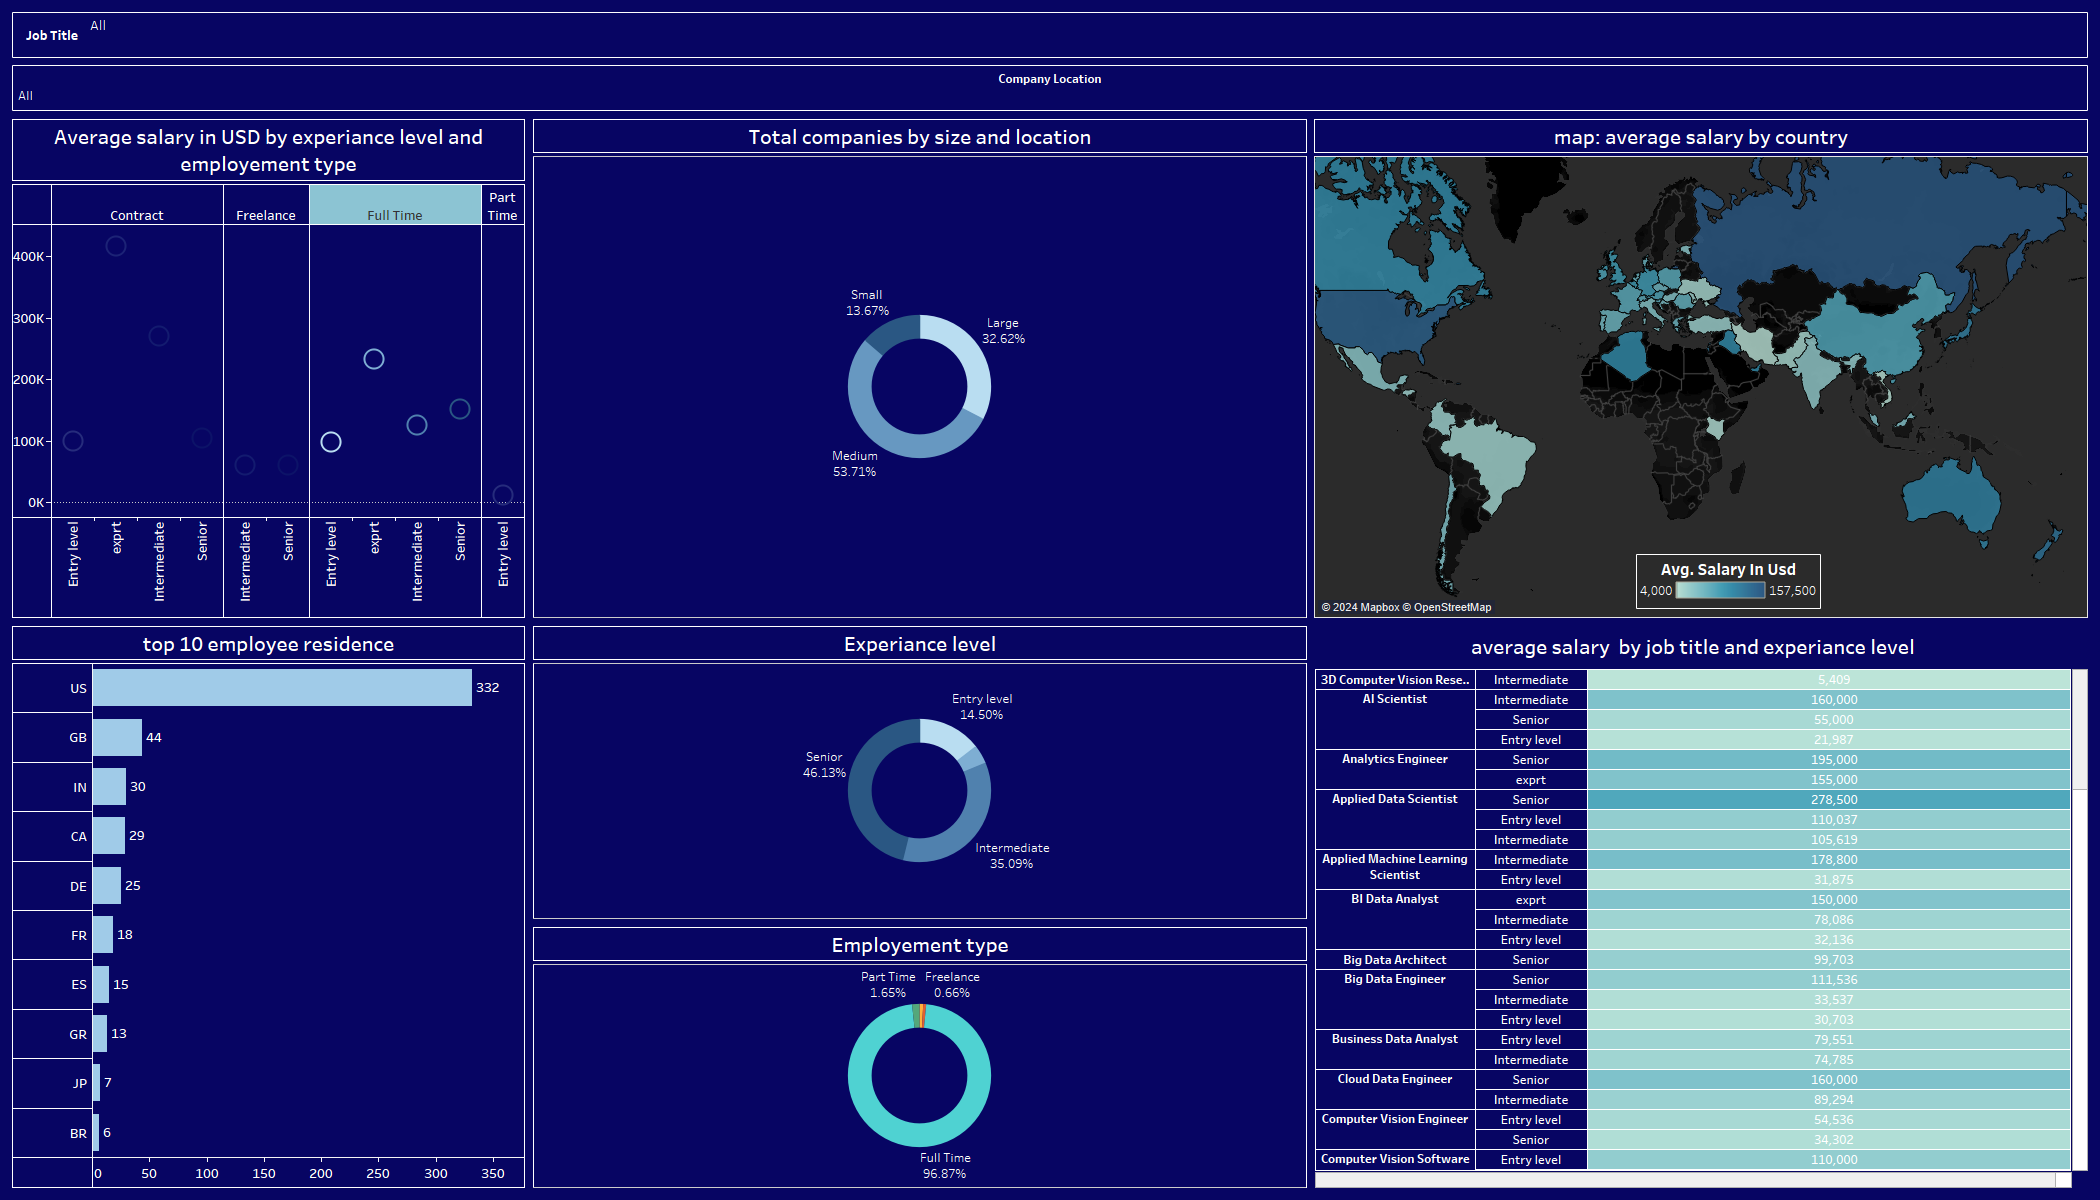 Job Title
All
Company Location
All
Average salary in USD by experiance level and
employement type
Contract
Freelance
Full Time
Part
Time
400K
300K
200K
100K
0K
Entry level
exprt
Intermediate
Senior
Intermediate
Senior
Entry level
exprt
Intermediate
Senior
Entry level
Total companies by size and location
Small
13.67%
Large
32.62%
Medium
53.71%
map: average salary by country
Avg. Salary In Usd
4,000
157,500
© 2024 Mapbox © OpenStreetMap
top 10 employee residence
US 332
GB 44
IN 30
CA 29
DE 25
FR 18
ES 15
GR 13
JP 7
BR 6
0 50 100 150 200 250 300 350
Experiance level
Entry level
14.50%
Senior
46.13%
Intermediate
35.09%
Employement type
Part Time
1.65%
Freelance
0.66%
Full Time
96.87%
average salary  by job title and experiance level
3D Computer Vision Rese.. Intermediate 5,409
AI Scientist Intermediate 160,000
Senior 55,000
Entry level 21,987
Analytics Engineer Senior 195,000
exprt 155,000
Applied Data Scientist Senior 278,500
Entry level 110,037
Intermediate 105,619
Applied Machine Learning Intermediate 178,800
Scientist Entry level 31,875
BI Data Analyst exprt 150,000
Intermediate 78,086
Entry level 32,136
Big Data Architect Senior 99,703
Big Data Engineer Senior 111,536
Intermediate 33,537
Entry level 30,703
Business Data Analyst Entry level 79,551
Intermediate 74,785
Cloud Data Engineer Senior 160,000
Intermediate 89,294
Computer Vision Engineer Entry level 54,536
Senior 34,302
Computer Vision Software Entry level 110,000